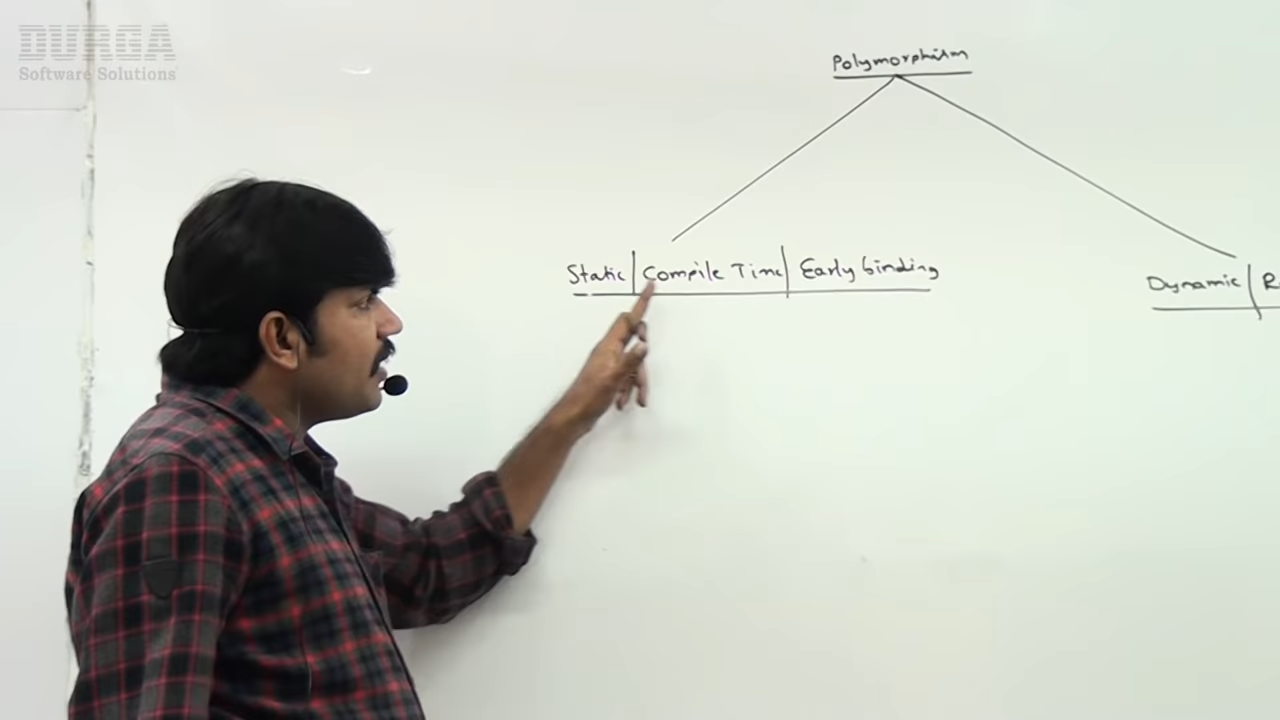 DURGA
Software Solutions
Polymorphism
Static | Compile Time | Early binding
Dynamic | R